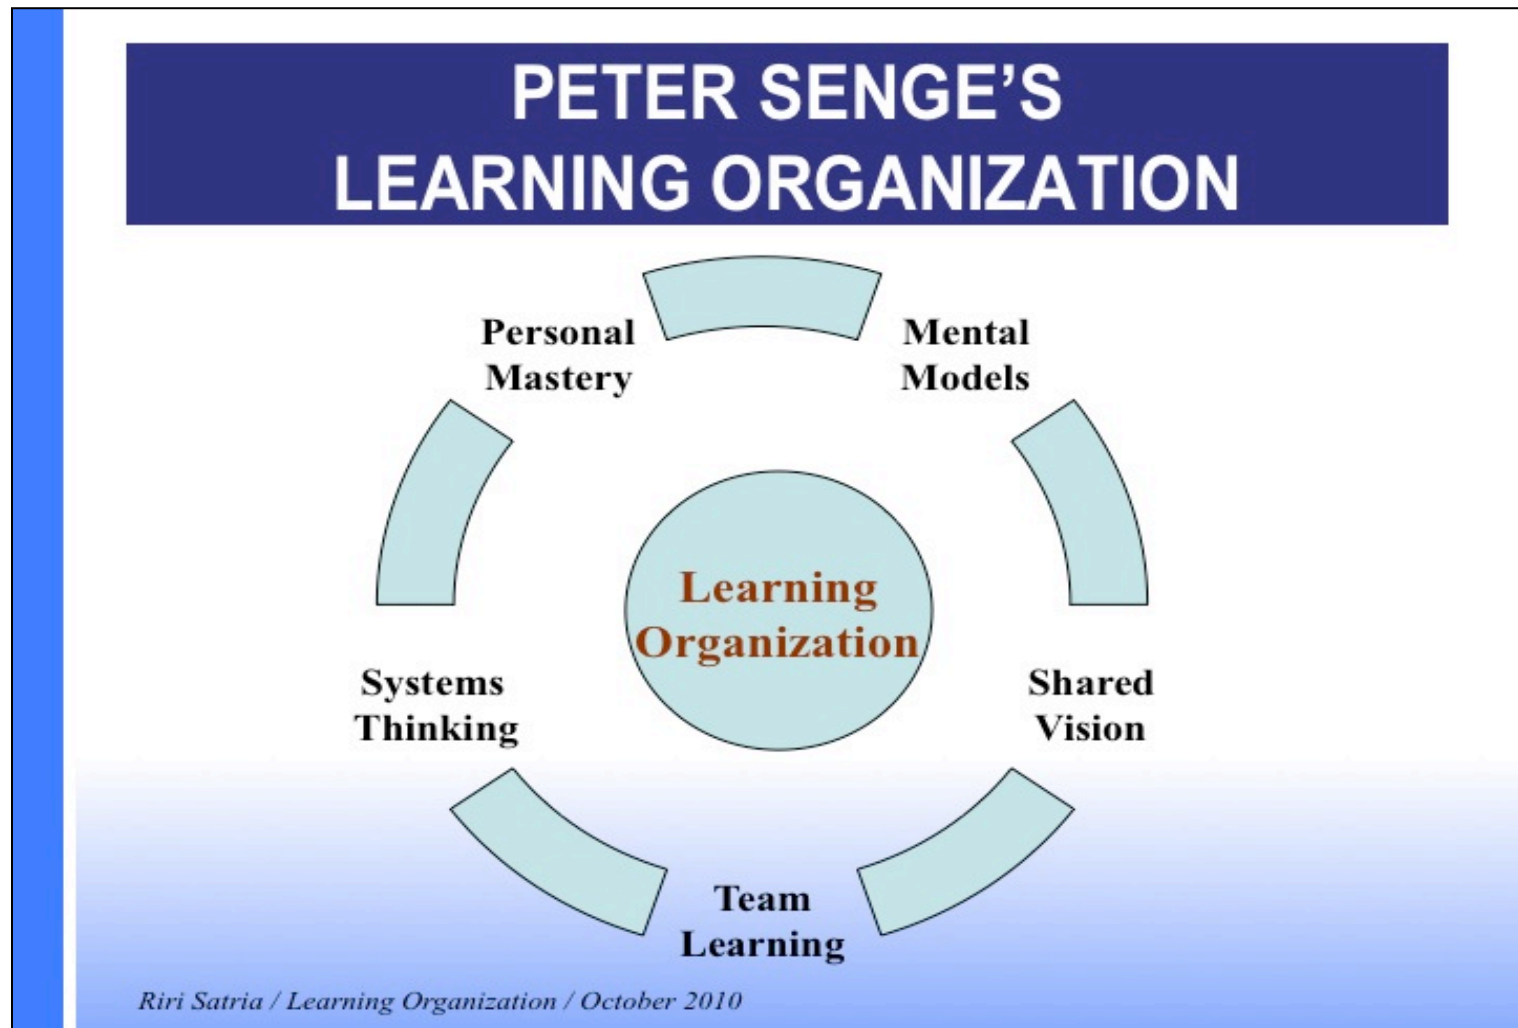 PETER SENGE’S
LEARNING ORGANIZATION
Personal
Mastery
Mental
Models
Learning
Organization
Systems
Thinking
Shared
Vision
Team
Learning
Riri Satria / Learning Organization / October 2010